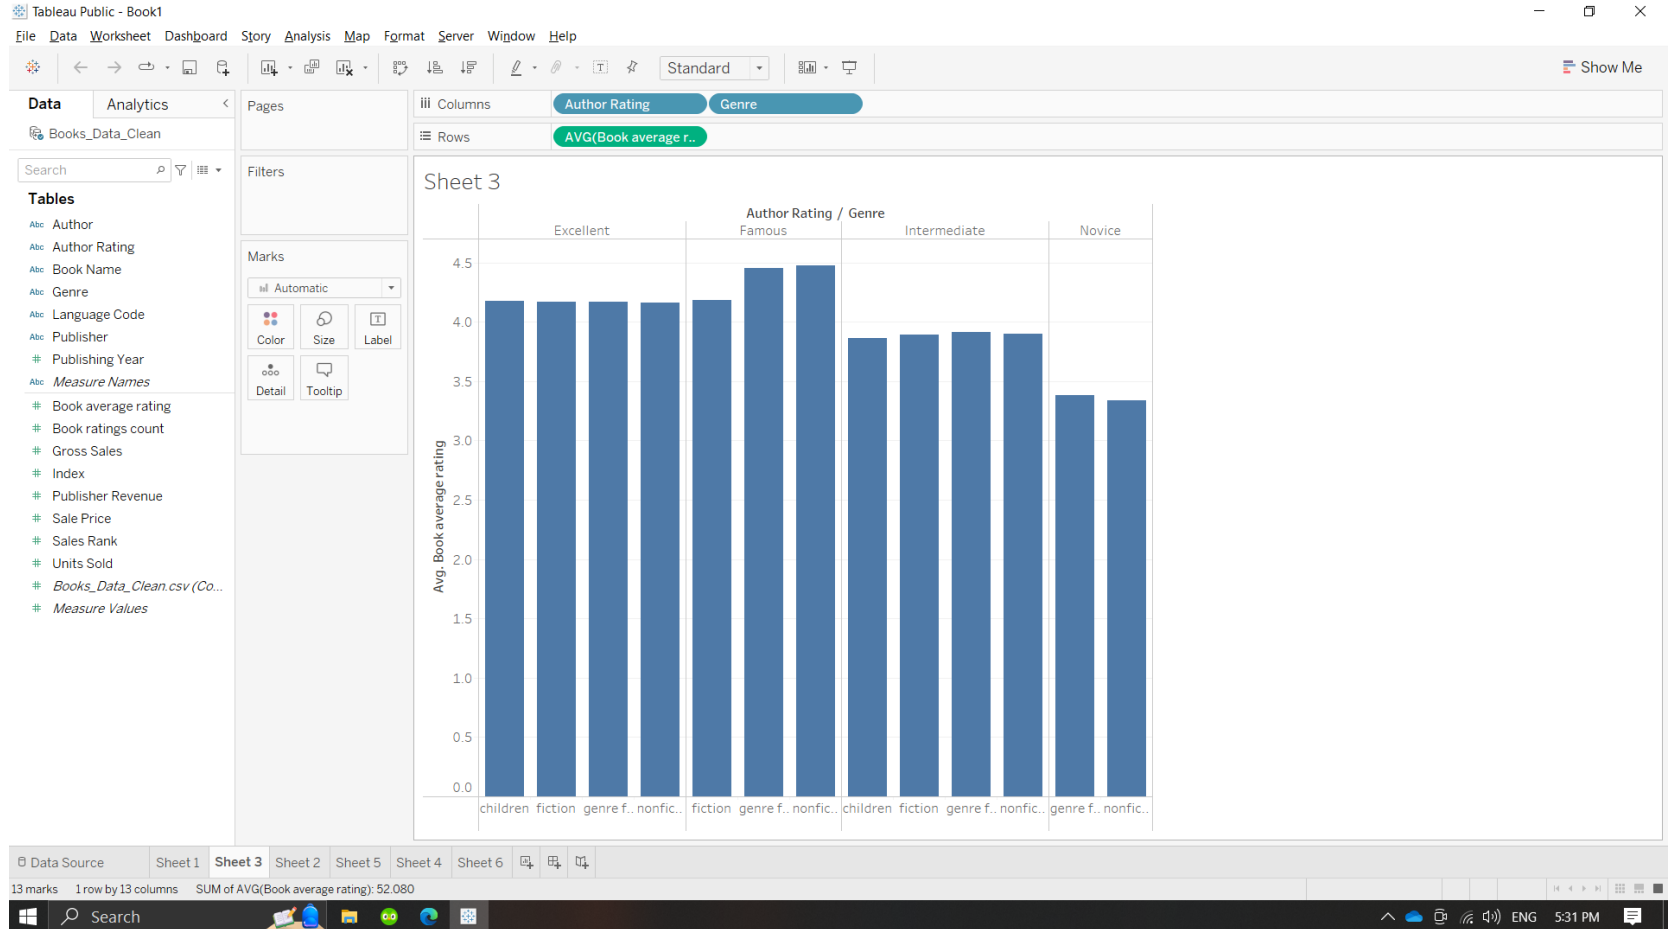 Tableau Public - Book1
File Data Worksheet Dashboard Story Analysis Map Format Server Window Help
Standard
Show Me
Data Analytics
Books_Data_Clean
Search
Tables
Abc Author
Abc Author Rating
Abc Book Name
Abc Genre
Abc Language Code
Abc Publisher
# Publishing Year
Abc Measure Names
# Book average rating
# Book ratings count
# Gross Sales
# Index
# Publisher Revenue
# Sale Price
# Sales Rank
# Units Sold
# Books_Data_Clean.csv (Co...
# Measure Values
Pages
Filters
Marks
Automatic
Color Size Label
Detail Tooltip
Columns Author Rating Genre
Rows AVG(Book average r..
Sheet 3
Author Rating / Genre
Excellent Famous Intermediate Novice
4.5
4.0
3.5
3.0
2.5
2.0
1.5
1.0
0.5
0.0
Avg. Book average rating
children fiction genre f.. nonfic.. fiction genre f.. nonfic.. children fiction genre f.. nonfic.. genre f.. nonfic..
Data Source Sheet 1 Sheet 3 Sheet 2 Sheet 5 Sheet 4 Sheet 6
13 marks 1 row by 13 columns SUM of AVG(Book average rating): 52.080
Search ENG 5:31 PM